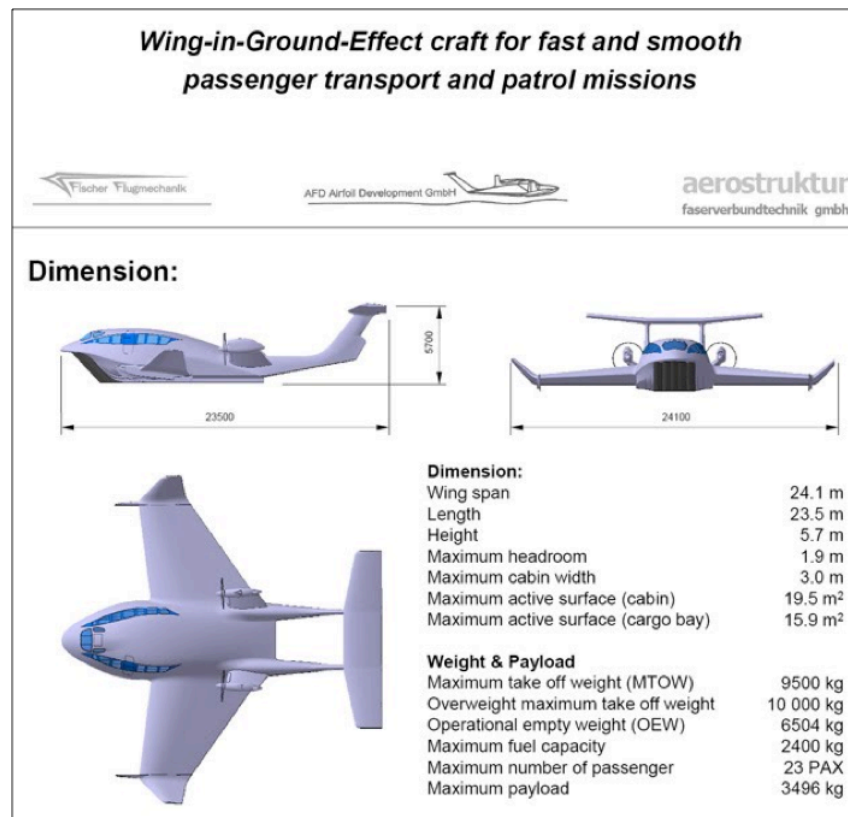 Wing-in-Ground-Effect craft for fast and smooth
passenger transport and patrol missions
Fischer Flugmechanik
AFD Airfoil Development GmbH
aerostruktur
faserverbundtechnik gmbh
Dimension:
5700
23500
24100
Dimension:
Wing span 24.1 m
Length 23.5 m
Height 5.7 m
Maximum headroom 1.9 m
Maximum cabin width 3.0 m
Maximum active surface (cabin) 19.5 m²
Maximum active surface (cargo bay) 15.9 m²
Weight & Payload
Maximum take off weight (MTOW) 9500 kg
Overweight maximum take off weight 10 000 kg
Operational empty weight (OEW) 6504 kg
Maximum fuel capacity 2400 kg
Maximum number of passenger 23 PAX
Maximum payload 3496 kg